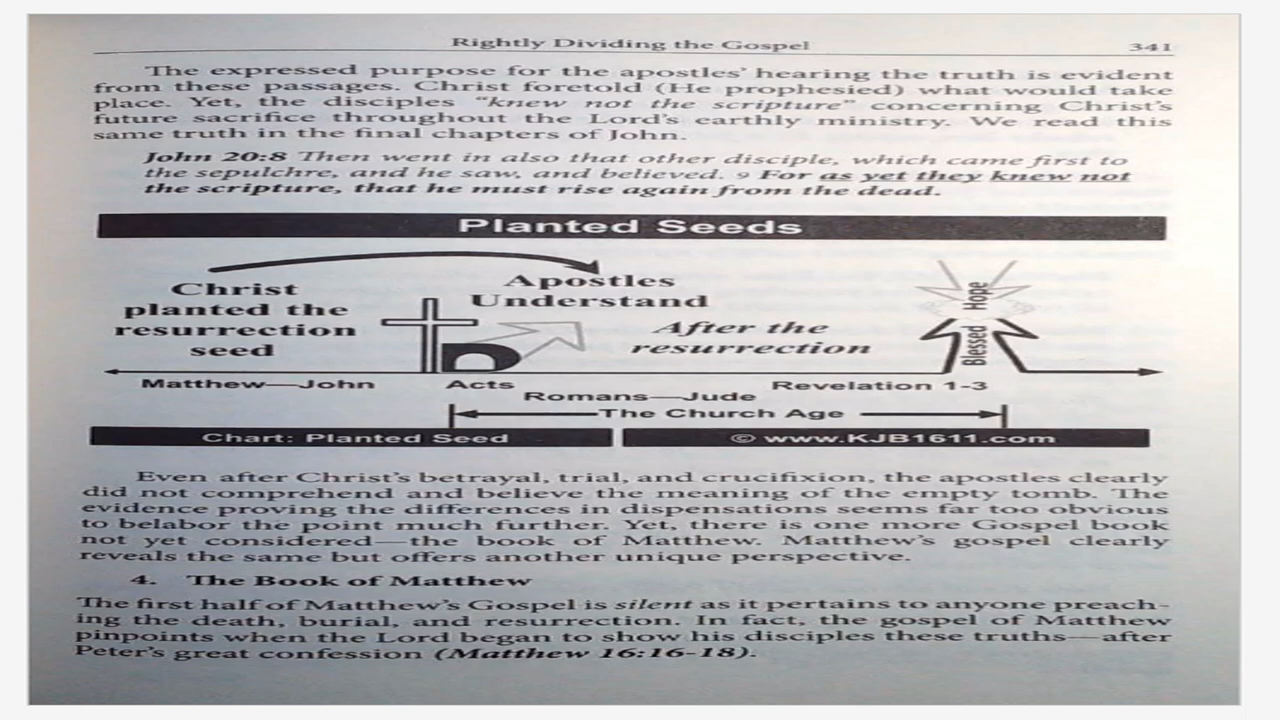 Rightly Dividing the Gospel 341
The expressed purpose for the apostles' hearing the truth is evident
from these passages. Christ foretold (He prophesied) what would take
place. Yet, the disciples "knew not the scripture" concerning Christ's
future sacrifice throughout the Lord's earthly ministry. We read this
same truth in the final chapters of John.
John 20:8 Then went in also that other disciple, which came first to
the sepulchre, and he saw, and believed. 9 For as yet they knew not
the scripture, that he must rise again from the dead.
Planted Seeds
Christ
planted the
resurrection
seed
Apostles
Understand
After the
resurrection
Blessed Hope
Matthew—John
Acts
Romans—Jude
Revelation 1-3
The Church Age
Chart: Planted Seed
© www.KJB1611.com
Even after Christ's betrayal, trial, and crucifixion, the apostles clearly
did not comprehend and believe the meaning of the empty tomb. The
evidence proving the differences in dispensations seems far too obvious
to belabor the point much further. Yet, there is one more Gospel book
not yet considered—the book of Matthew. Matthew's gospel clearly
reveals the same but offers another unique perspective.
4. The Book of Matthew
The first half of Matthew's Gospel is silent as it pertains to anyone preach-
ing the death, burial, and resurrection. In fact, the gospel of Matthew
pinpoints when the Lord began to show his disciples these truths—after
Peter's great confession (Matthew 16:16-18).